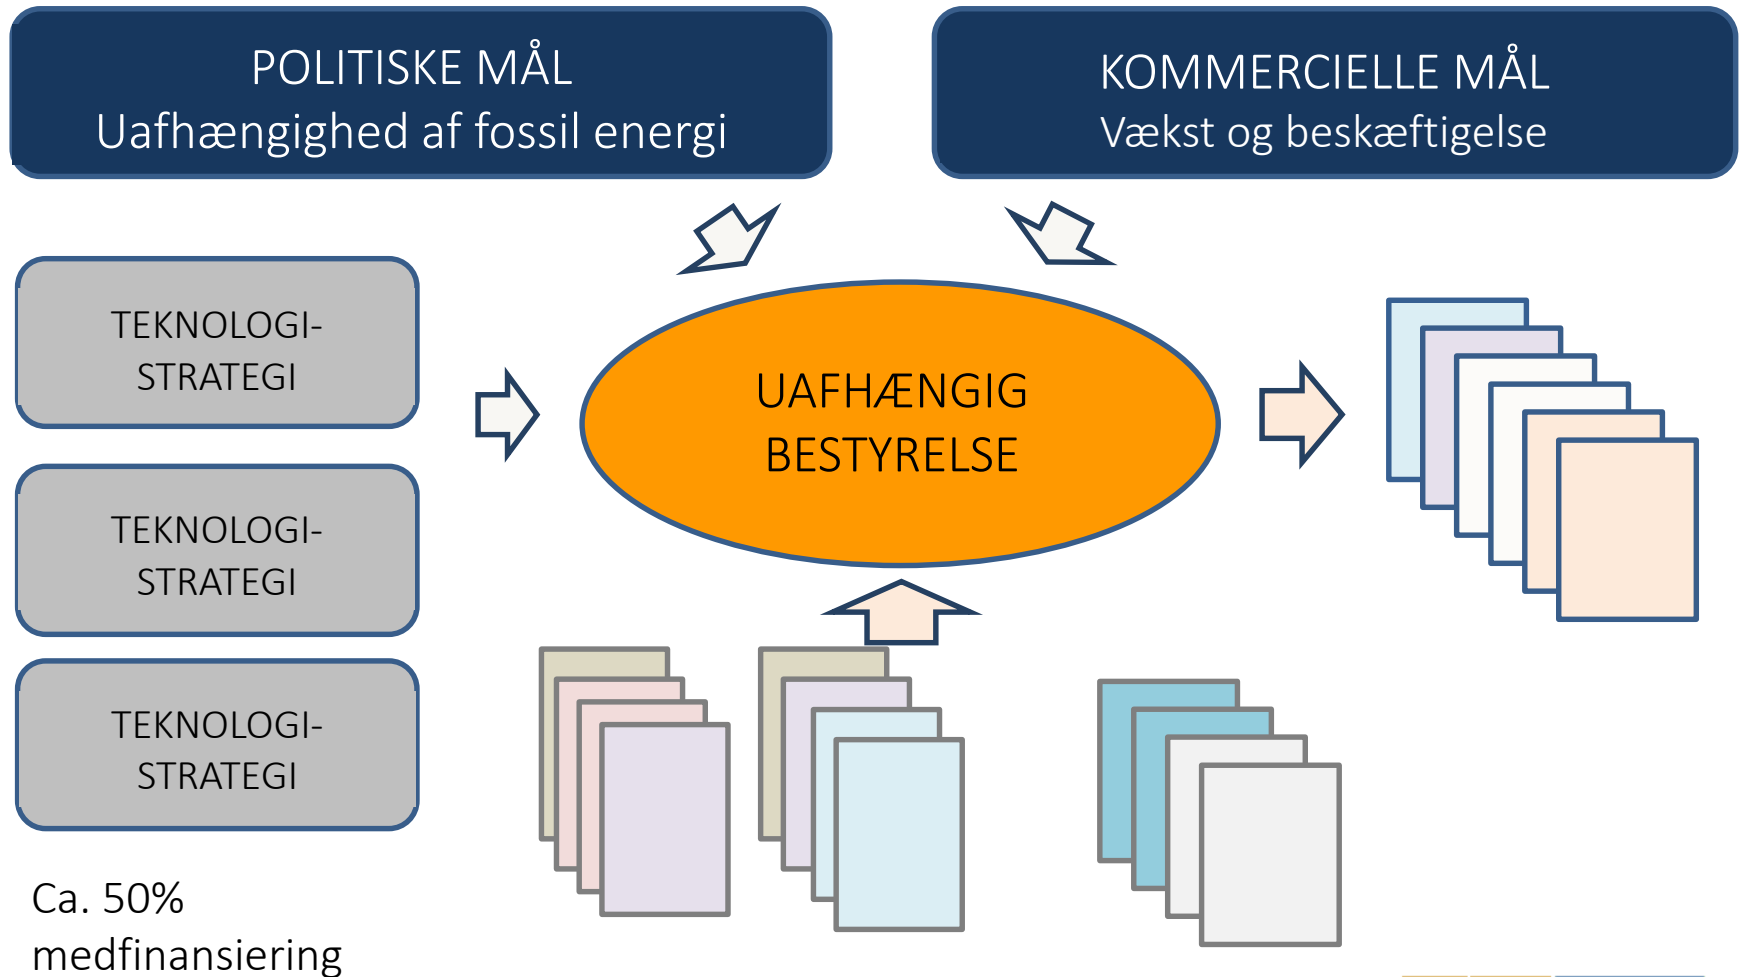 POLITISKE MÅL
Uafhængighed af fossil energi
KOMMERCIELLE MÅL
Vækst og beskæftigelse
TEKNOLOGI-
STRATEGI
UAFHÆNGIG
BESTYRELSE
TEKNOLOGI-
STRATEGI
TEKNOLOGI-
STRATEGI
Ca. 50%
medfinansiering